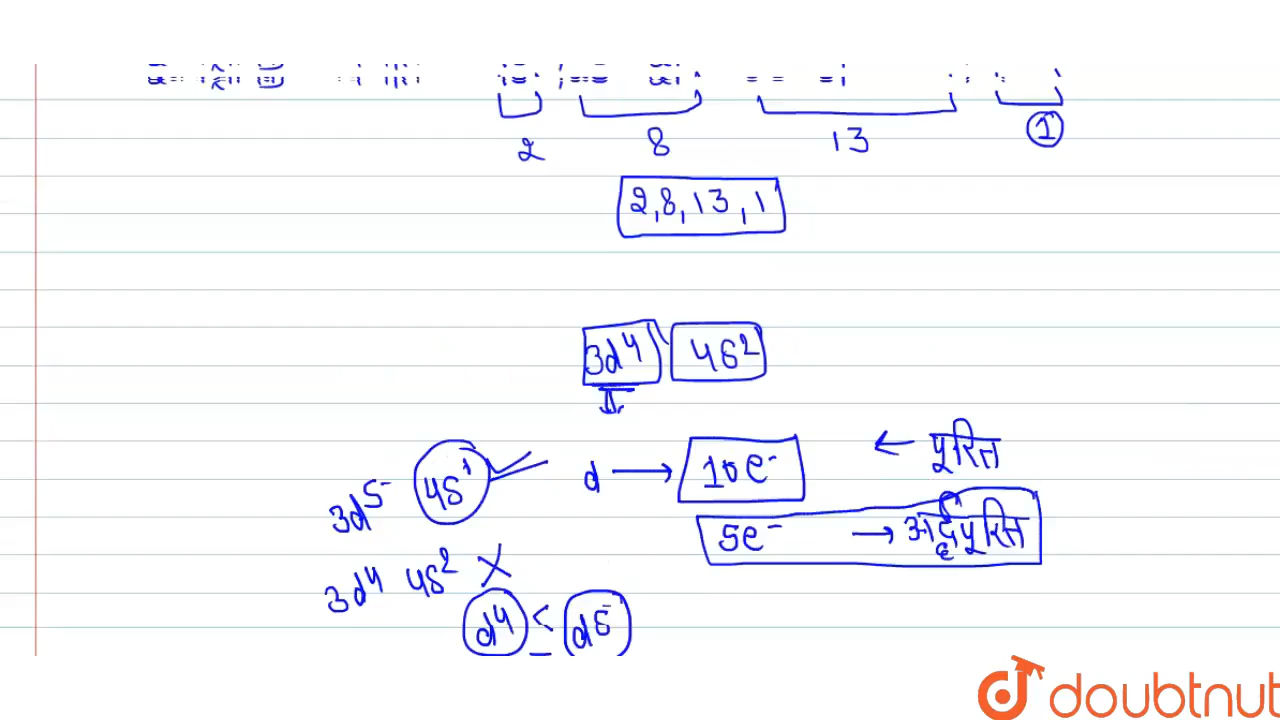 2 8 13 1
2,8,13,1
3d⁴ 4s²
d → 10e⁻ ← पूरित
3d⁵ 4s¹
5e⁻ → अर्द्धपूरित
3d⁴ 4s² ×
d⁴ < d⁵
doubtnut